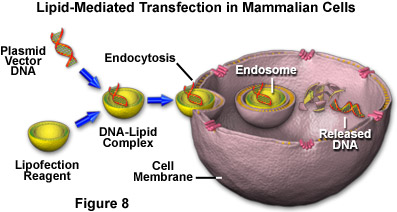 Lipid-Mediated Transfection in Mammalian Cells
Plasmid
Vector
DNA
Endocytosis
Endosome
DNA-Lipid
Complex
Released
DNA
Lipofection
Reagent
Cell
Membrane
Figure 8